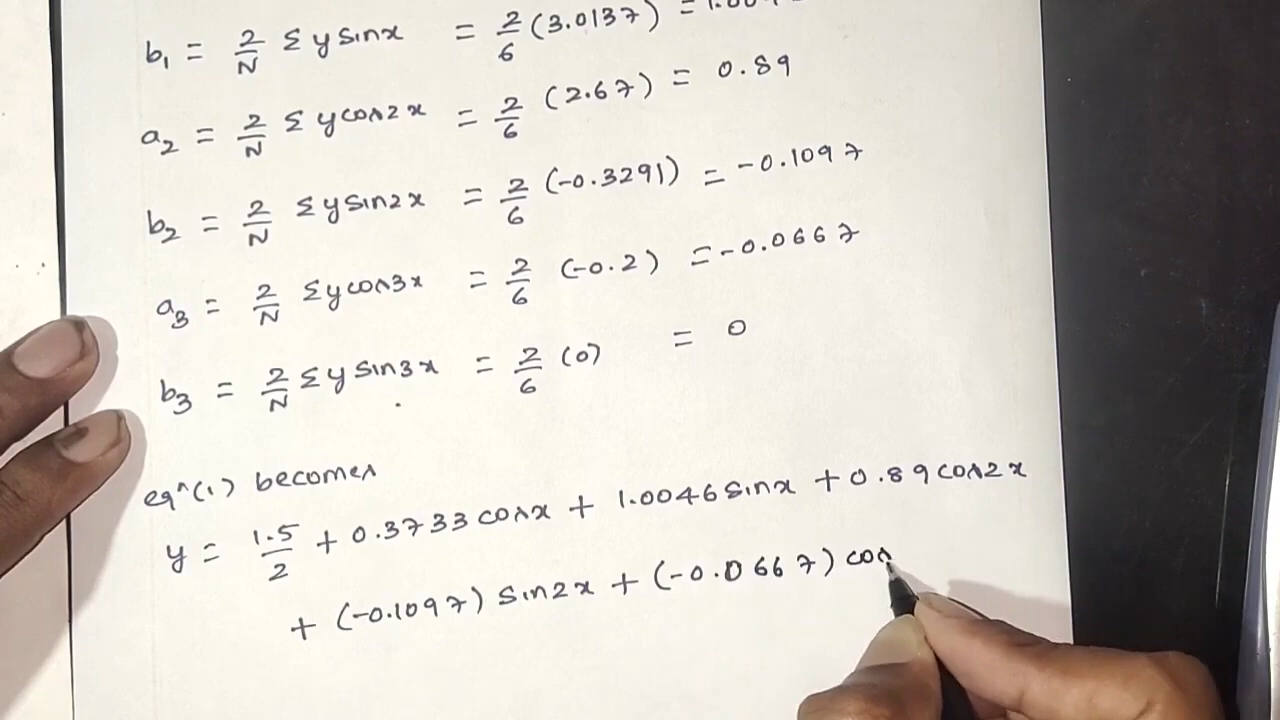 b₁ = 2/N Σ y sinx = 2/6 (3.0137) =
a₂ = 2/N Σ y cos2x = 2/6 (2.67) = 0.89
b₂ = 2/N Σ y sin2x = 2/6 (-0.3291) = -0.1097
a₃ = 2/N Σ y cos3x = 2/6 (-0.2) = -0.0667
b₃ = 2/N Σ y sin3x = 2/6 (0) = 0
eqⁿ(1) becomes
y = 1.5/2 + 0.3733 cosx + 1.0046 sinx + 0.89 cos2x
+ (-0.1097) sin2x + (-0.0667) cos